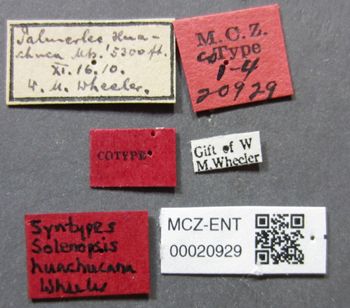 Palmerlee Hua-
chuca Mts. 5300 ft.
XI.16.10.
W. M. Wheeler.
M. C. Z.
CoType
1-4
20929
COTYPE
Gift of W
M. Wheeler
Syntypes
Solenopsis
huachucana
Wheeler
MCZ-ENT
00020929